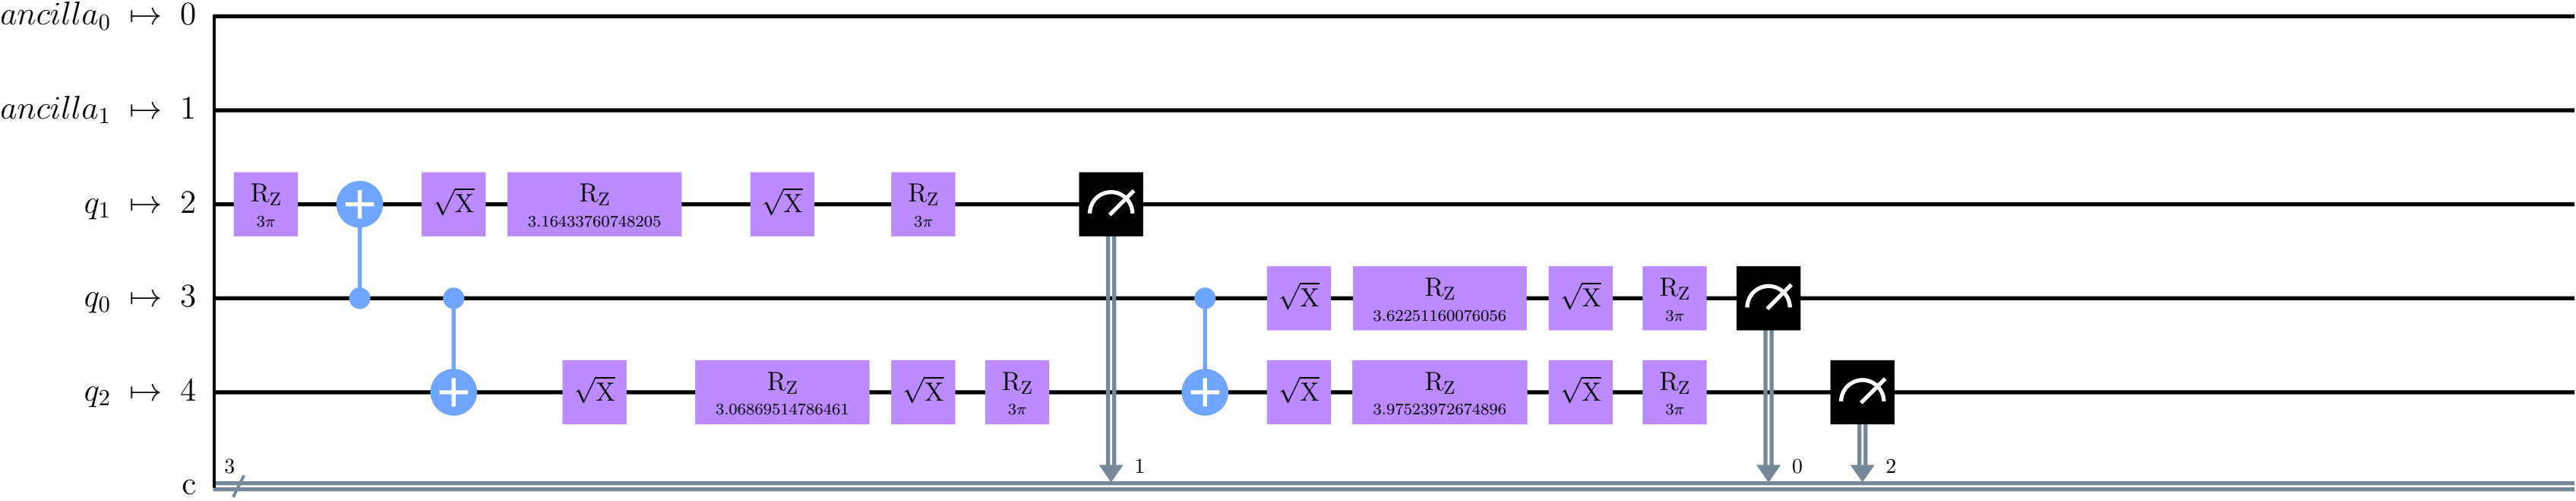 ancilla₀ ↦ 0
ancilla₁ ↦ 1
q₁ ↦ 2 R_Z 3π √X R_Z 3.16433760748205 √X R_Z 3π
q₀ ↦ 3 √X R_Z 3.62251160076056 √X R_Z 3π
q₂ ↦ 4 √X R_Z 3.06869514786461 √X R_Z 3π √X R_Z 3.97523972674896 √X R_Z 3π
c 3 1 0 2